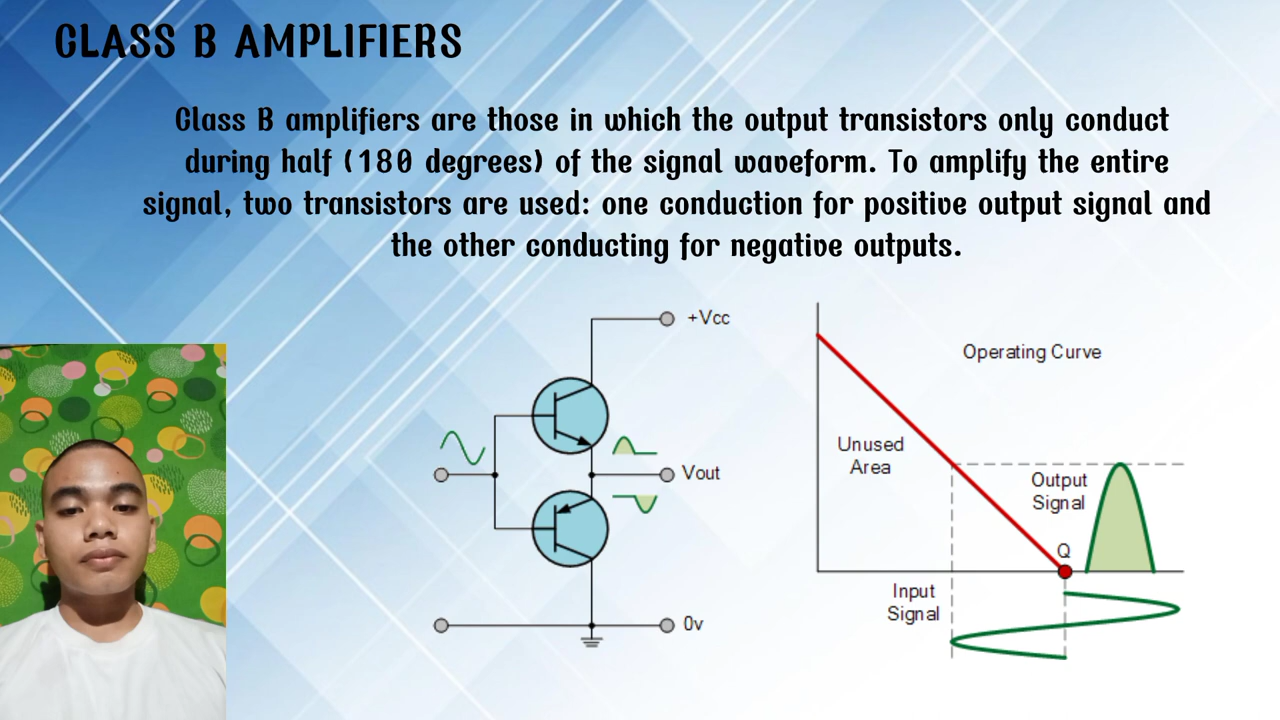 CLASS B AMPLIFIERS
Class B amplifiers are those in which the output transistors only conduct
during half (180 degrees) of the signal waveform. To amplify the entire
signal, two transistors are used: one conduction for positive output signal and
the other conducting for negative outputs.
+Vcc
Vout
0v
Operating Curve
Unused
Area
Output
Signal
Q
Input
Signal